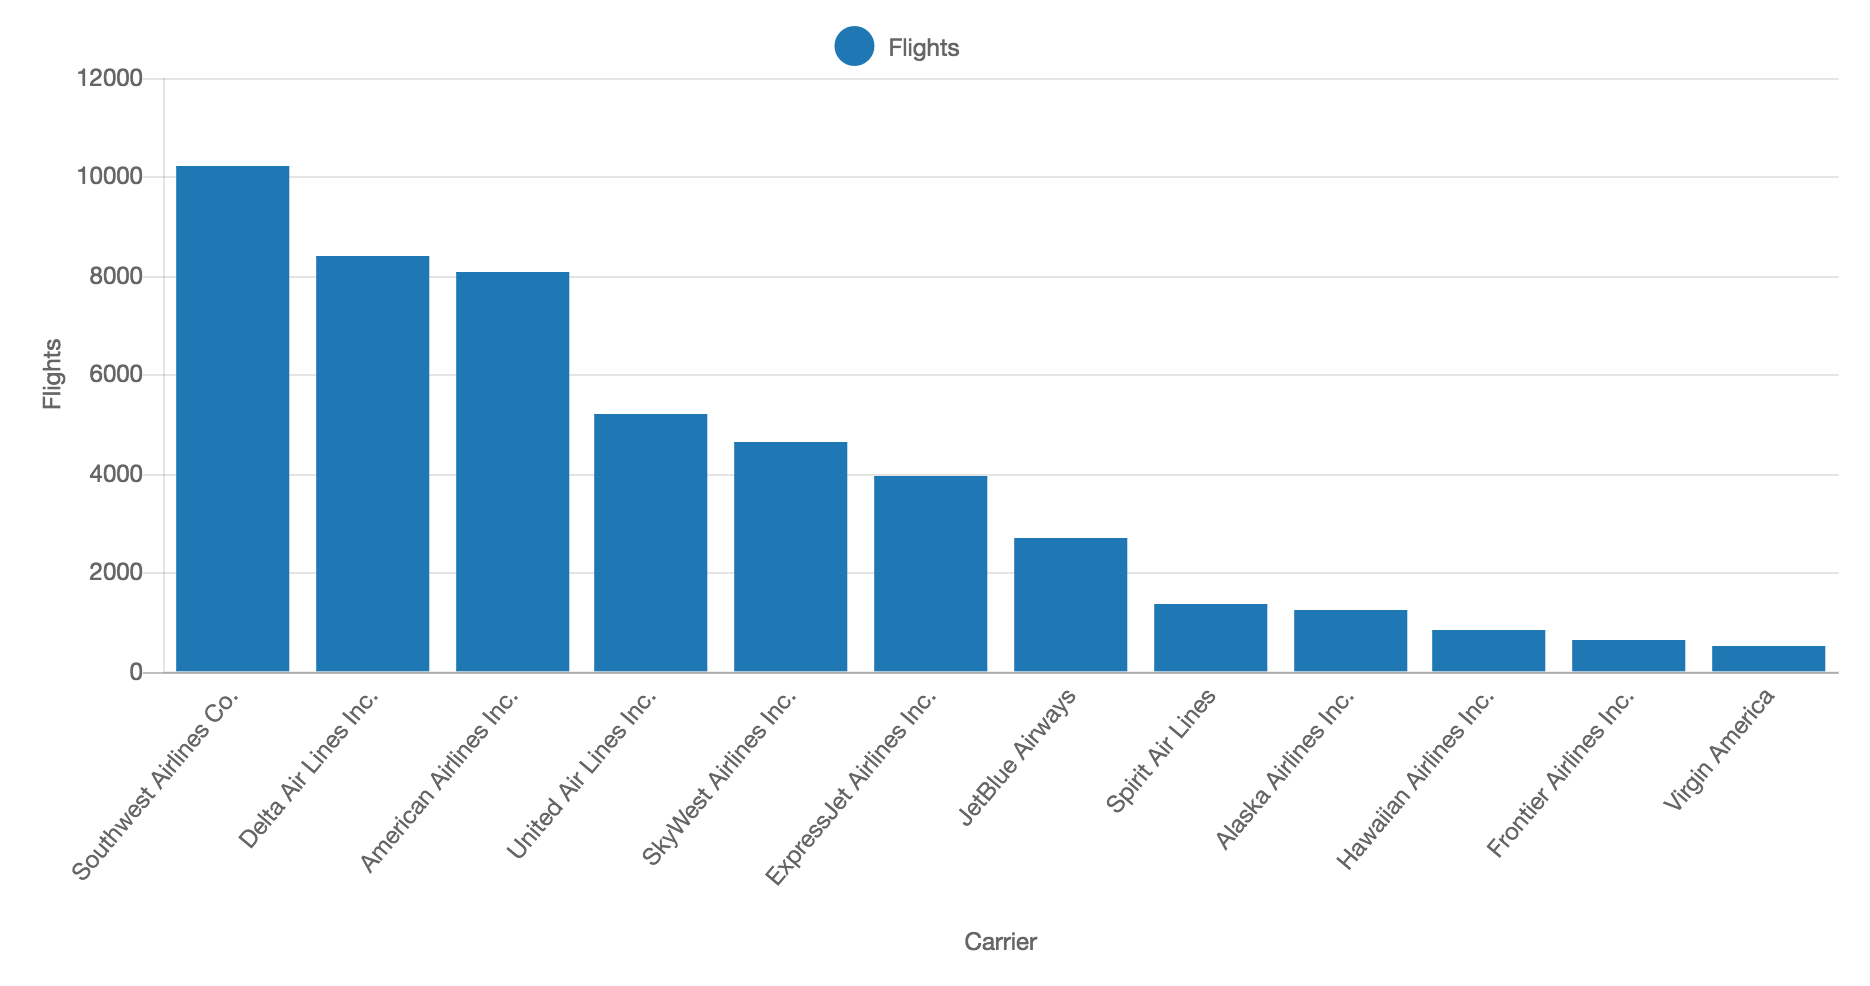 Flights
12000
10000
8000
6000
4000
2000
0
Flights
Southwest Airlines Co.
Delta Air Lines Inc.
American Airlines Inc.
United Air Lines Inc.
SkyWest Airlines Inc.
ExpressJet Airlines Inc.
JetBlue Airways
Spirit Air Lines
Alaska Airlines Inc.
Hawaiian Airlines Inc.
Frontier Airlines Inc.
Virgin America
Carrier